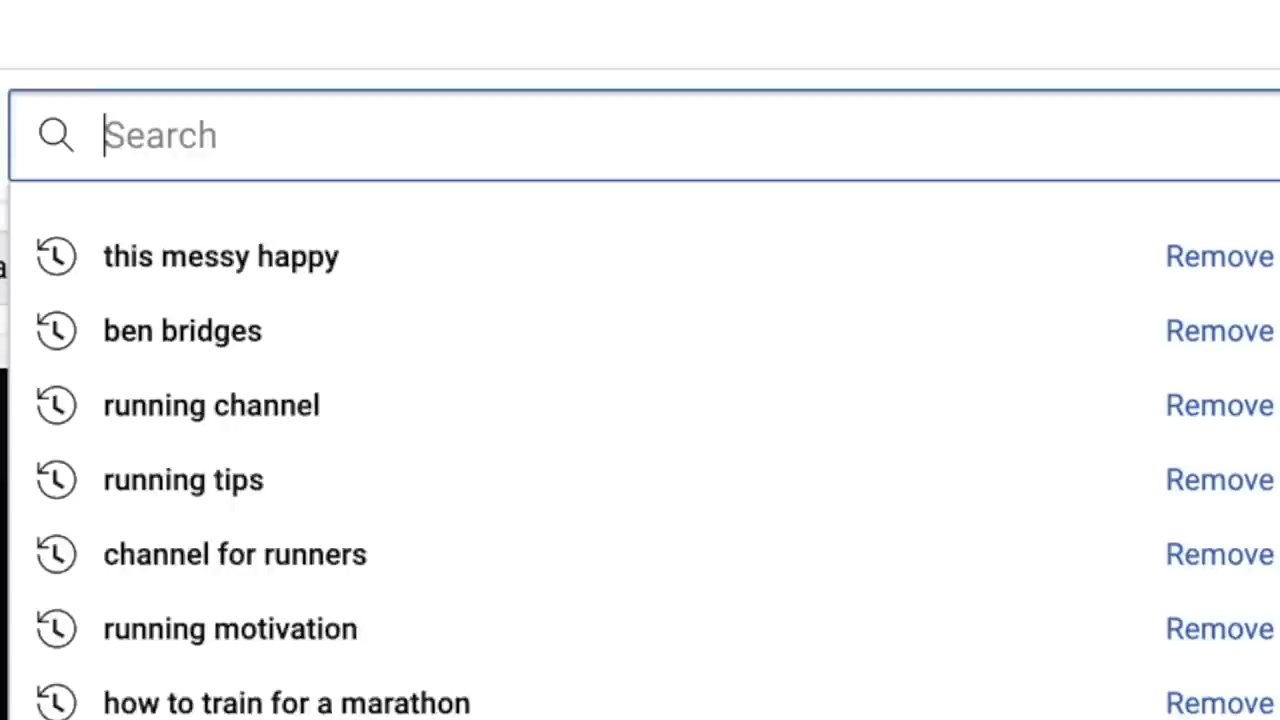 Search
this messy happy Remove
ben bridges Remove
running channel Remove
running tips Remove
channel for runners Remove
running motivation Remove
how to train for a marathon Remove